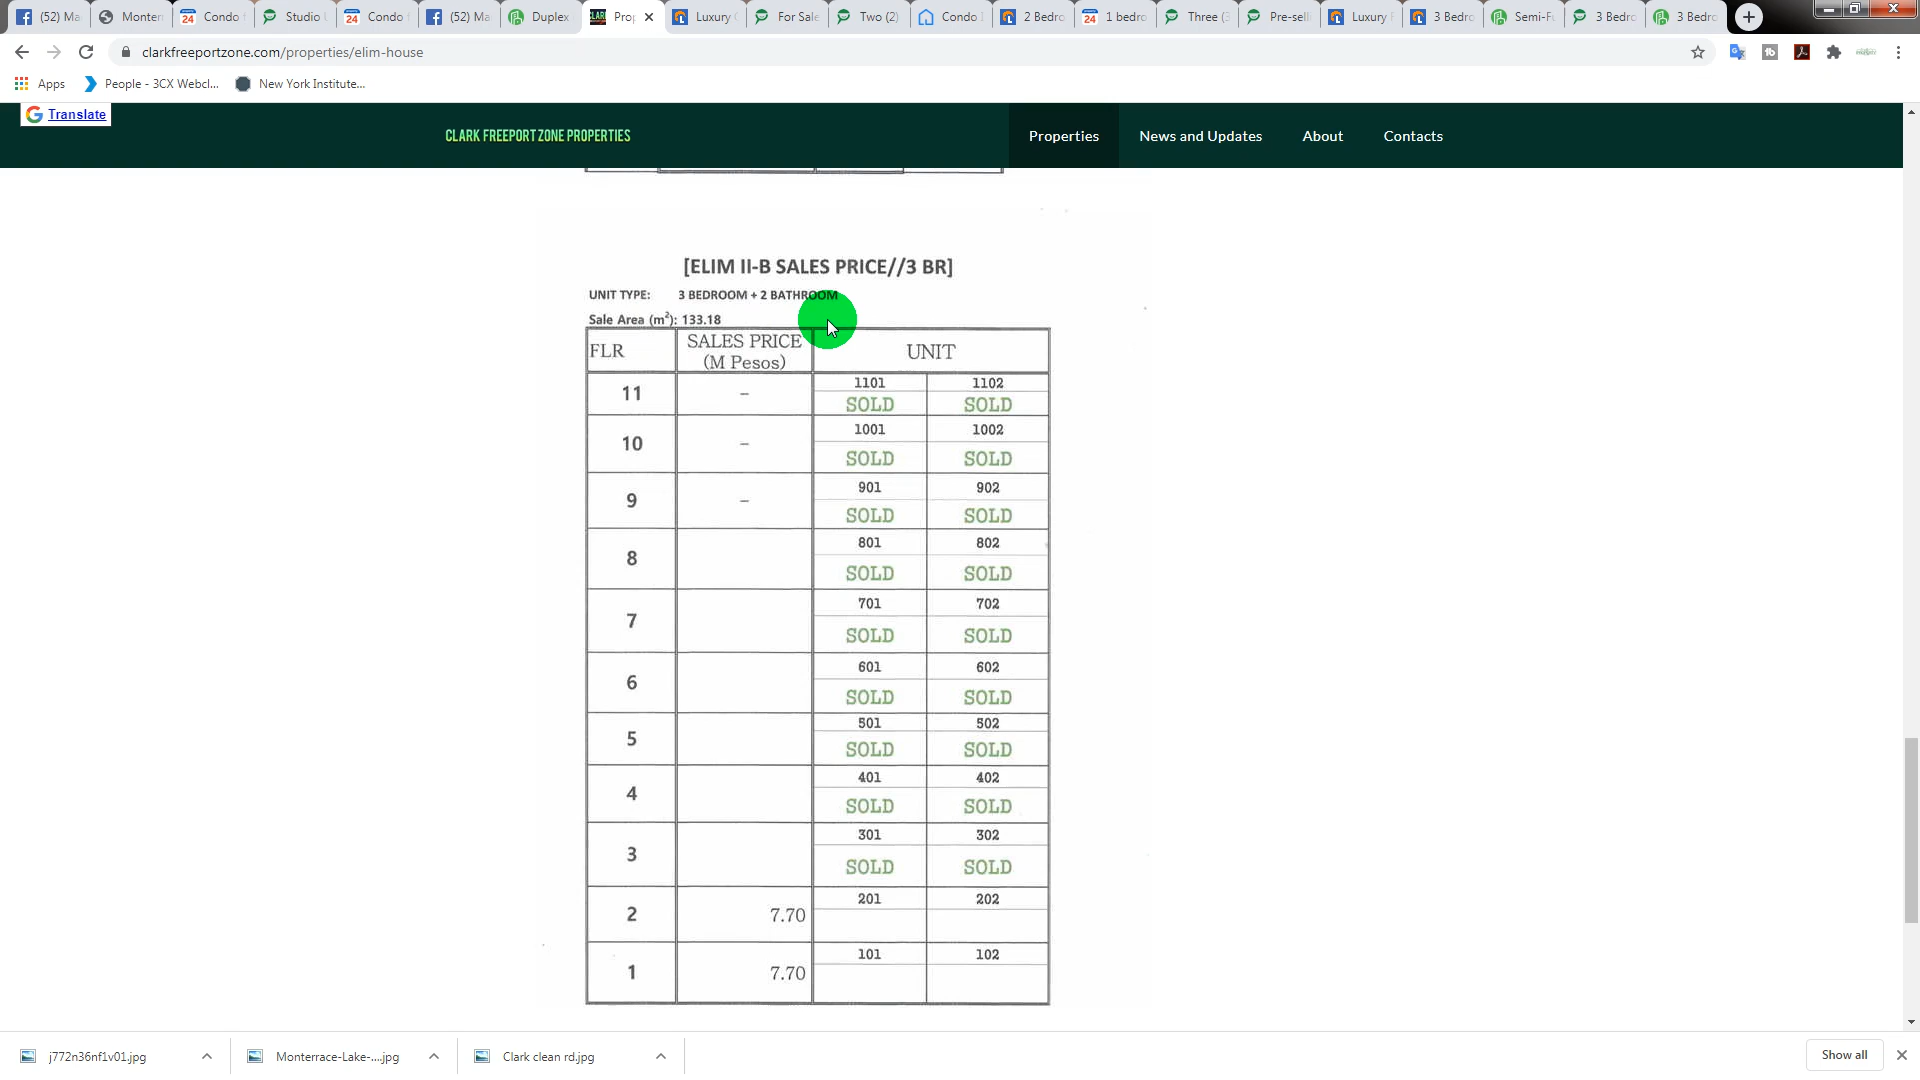 (52) Ma
Monter
Condo f
Studio U
Condo f
(52) Ma
Duplex
Prop
Luxury C
For Sale
Two (2)
Condo
2 Bedro
1 bedro
Three (3
Pre-selli
Luxury
3 Bedro
Semi-Fu
3 Bedro
3 Bedro
clarkfreeportzone.com/properties/elim-house
Apps
People - 3CX Webcl...
New York Institute...
Translate
CLARK FREEPORT ZONE PROPERTIES
Properties
News and Updates
About
Contacts
[ELIM II-B SALES PRICE//3 BR]
UNIT TYPE: 3 BEDROOM + 2 BATHROOM
Sale Area (m²): 133.18
FLR SALES PRICE (M Pesos) UNIT
1101 1102
11 – SOLD SOLD
1001 1002
10 – SOLD SOLD
901 902
9 – SOLD SOLD
801 802
8 SOLD SOLD
701 702
7 SOLD SOLD
601 602
6 SOLD SOLD
501 502
5 SOLD SOLD
401 402
4 SOLD SOLD
301 302
3 SOLD SOLD
201 202
2 7.70
101 102
1 7.70
j772n36nf1v01.jpg
Monterrace-Lake-....jpg
Clark clean rd.jpg
Show all